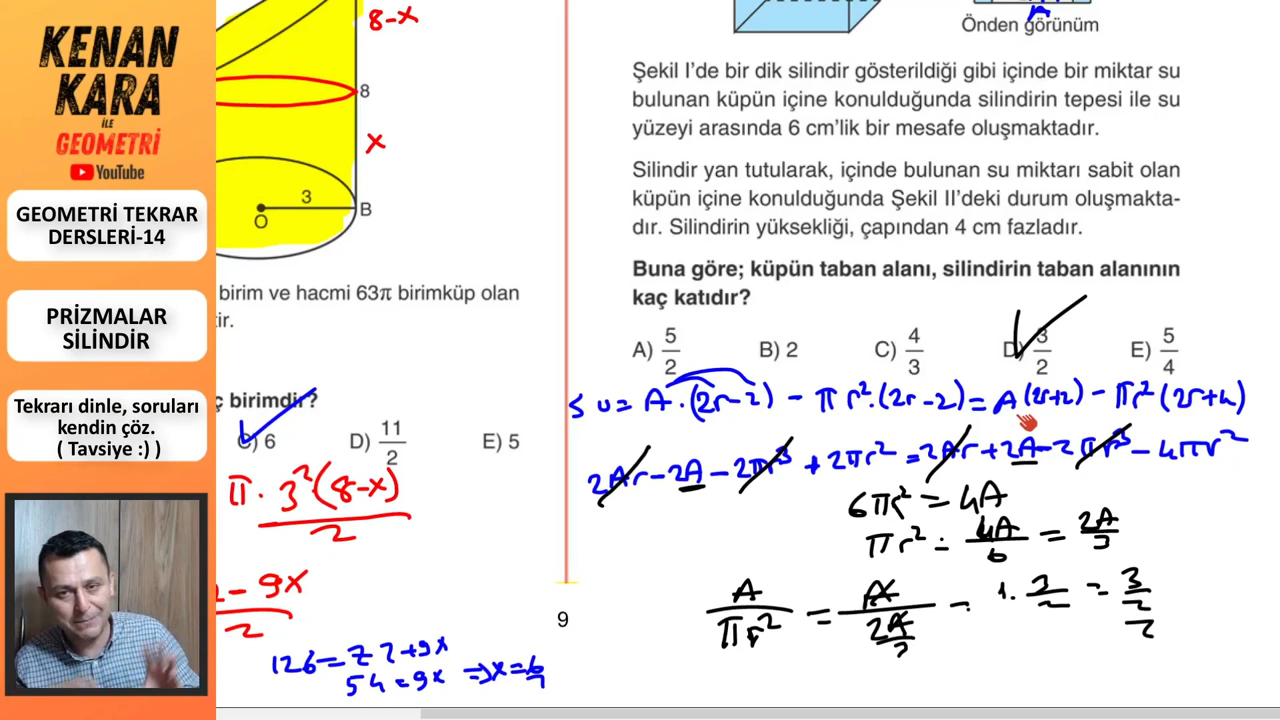 KENAN
KARA
İLE
GEOMETRİ
YouTube
GEOMETRİ TEKRAR
DERSLERİ-14
PRİZMALAR
SİLİNDİR
Tekrarı dinle, soruları
kendin çöz.
( Tavsiye :) )
8-x
8
x
3
O
B
birim ve hacmi 63π birimküp olan
tir.
ç birimdir?
C) 6
D) 11/2
E) 5
π · 3²(8-x)
2
- 9x
2
126 = 72 + 9x
54 = 9x ⇒ x = 6
9
Önden görünüm
Şekil I'de bir dik silindir gösterildiği gibi içinde bir miktar su
bulunan küpün içine konulduğunda silindirin tepesi ile su
yüzeyi arasında 6 cm'lik bir mesafe oluşmaktadır.
Silindir yan tutularak, içinde bulunan su miktarı sabit olan
küpün içine konulduğunda Şekil II'deki durum oluşmakta-
dır. Silindirin yüksekliği, çapından 4 cm fazladır.
Buna göre; küpün taban alanı, silindirin taban alanının
kaç katıdır?
A) 5/2
B) 2
C) 4/3
D) 3/2
E) 5/4
su = A · (2r-2) - πr² · (2r-2) = A(2r+2) - πr²(2r+4)
2Ar - 2A - 2πr³ + 2πr² = 2Ar + 2A - 2πr³ - 4πr²
6πr² = 4A
πr² = 4A/6 = 2A/3
A/πr² = A/(2A/3) = 1 · 3/2 = 3/2